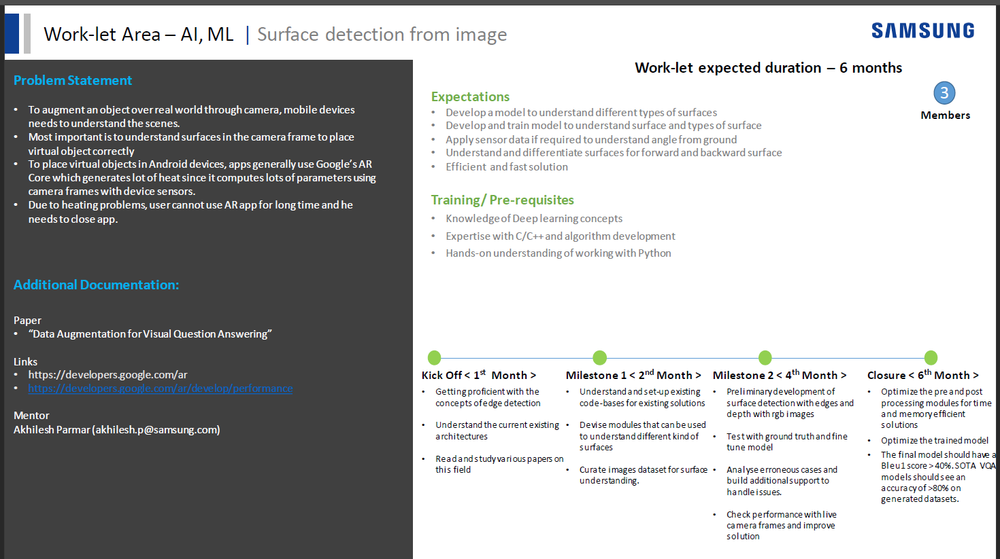 Work-let Area – AI, ML | Surface detection from image
SAMSUNG
Problem Statement
• To augment an object over real world through camera, mobile devices
needs to understand the scenes.
• Most important is to understand surfaces in the camera frame to place
virtual object correctly
• To place virtual objects in Android devices, apps generally use Google's AR
Core which generates lot of heat since it computes lots of parameters using
camera frames with device sensors.
• Due to heating problems, user cannot use AR app for long time and he
needs to close app.
Additional Documentation:
Paper
• “Data Augmentation for Visual Question Answering”
Links
• https://developers.google.com/ar
• https://developers.google.com/ar/develop/performance
Mentor
Akhilesh Parmar (akhilesh.p@samsung.com)
Work-let expected duration – 6 months
3
Members
Expectations
• Develop a model to understand different types of surfaces
• Develop and train model to understand surface and types of surface
• Apply sensor data if required to understand angle from ground
• Understand and differentiate surfaces for forward and backward surface
• Efficient and fast solution
Training/ Pre-requisites
• Knowledge of Deep learning concepts
• Expertise with C/C++ and algorithm development
• Hands-on understanding of working with Python
Kick Off < 1st Month >
• Getting proficient with the
concepts of edge detection
• Understand the current existing
architectures
• Read and study various papers on
this field
Milestone 1 < 2nd Month >
• Understand and set-up existing
code-bases for existing solutions
• Devise modules that can be used
to understand different kind of
surfaces
• Curate images dataset for surface
understanding.
Milestone 2 < 4th Month >
• Preliminary development of
surface detection with edges and
depth with rgb images
• Test with ground truth and fine
tune model
• Analyse erroneous cases and
build additional support to
handle issues.
• Check performance with live
camera frames and improve
solution
Closure < 6th Month >
• Optimize the pre and post
processing modules for time
and memory efficient
solutions
• Optimize the trained model
• The final model should have a
Bleu1 score > 40%. SOTA VQA
models should see an
accuracy of >80% on
generated datasets.